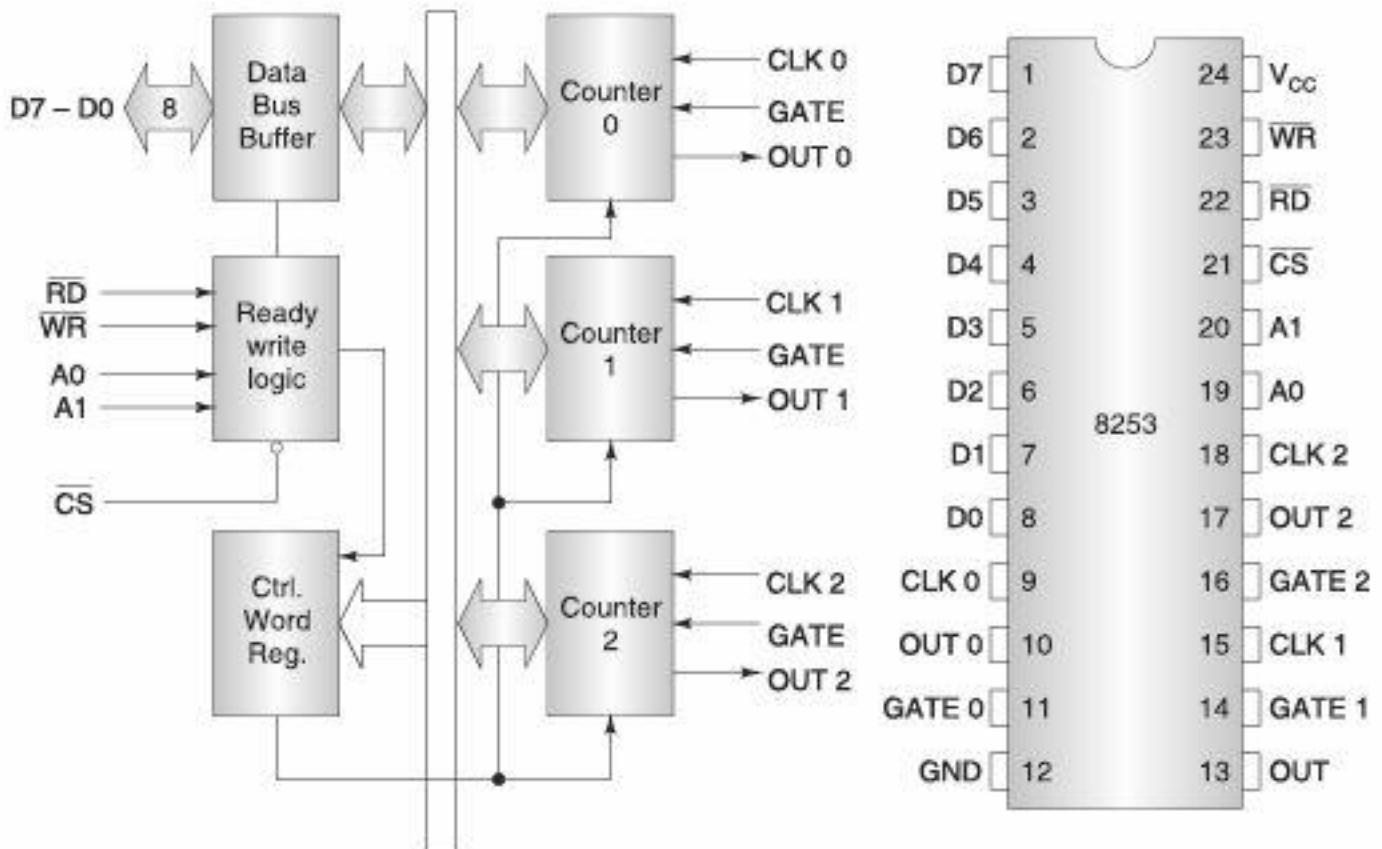 D7 – D0
8
Data
Bus
Buffer
Counter
0
CLK 0
GATE
OUT 0
RD
WR
A0
A1
CS
Ready
write
logic
Counter
1
CLK 1
GATE
OUT 1
Ctrl.
Word
Reg.
Counter
2
CLK 2
GATE
OUT 2
8253
D7 1 24 VCC
D6 2 23 WR
D5 3 22 RD
D4 4 21 CS
D3 5 20 A1
D2 6 19 A0
D1 7 18 CLK 2
D0 8 17 OUT 2
CLK 0 9 16 GATE 2
OUT 0 10 15 CLK 1
GATE 0 11 14 GATE 1
GND 12 13 OUT